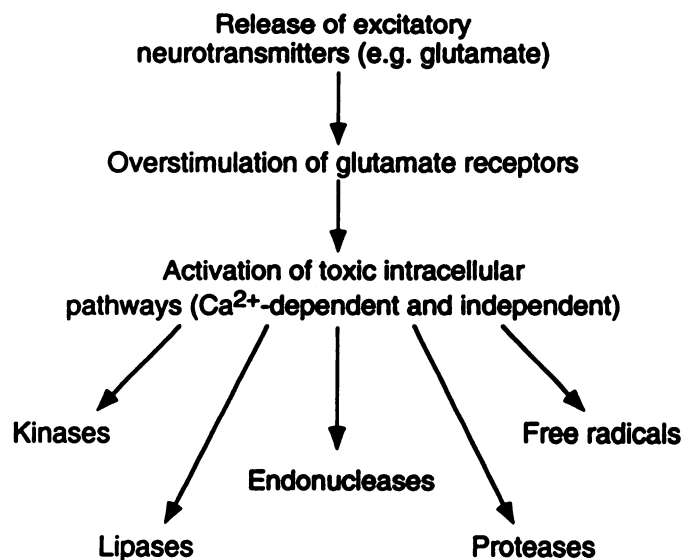 Release of excitatory
neurotransmitters (e.g. glutamate)
Overstimulation of glutamate receptors
Activation of toxic intracellular
pathways (Ca²⁺-dependent and independent)
Kinases
Free radicals
Endonucleases
Lipases
Proteases